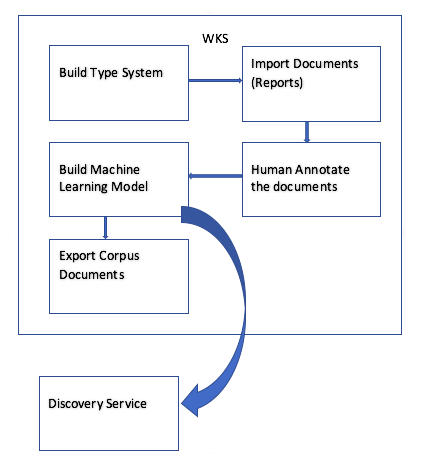 WKS
Build Type System
Import Documents
(Reports)
Build Machine
Learning Model
Human Annotate
the documents
Export Corpus
Documents
Discovery Service